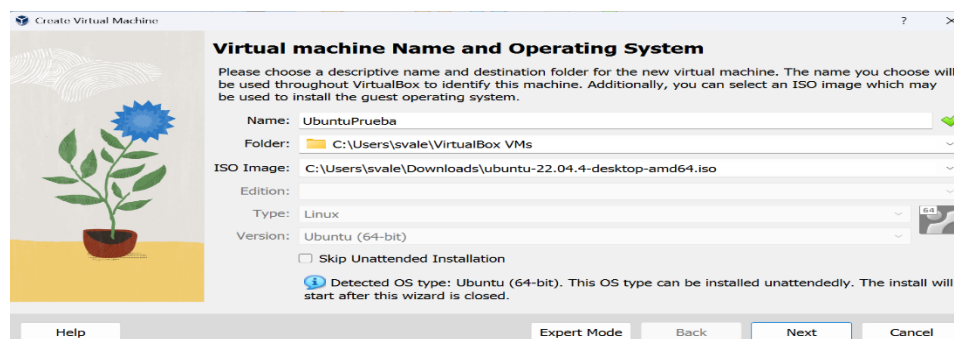 Create Virtual Machine
Virtual machine Name and Operating System
Please choose a descriptive name and destination folder for the new virtual machine. The name you choose will
be used throughout VirtualBox to identify this machine. Additionally, you can select an ISO image which may
be used to install the guest operating system.
Name: UbuntuPrueba
Folder: C:\Users\svale\VirtualBox VMs
ISO Image: C:\Users\svale\Downloads\ubuntu-22.04.4-desktop-amd64.iso
Edition:
Type: Linux
64
Version: Ubuntu (64-bit)
Skip Unattended Installation
Detected OS type: Ubuntu (64-bit). This OS type can be installed unattendedly. The install will
start after this wizard is closed.
Help Expert Mode Back Next Cancel